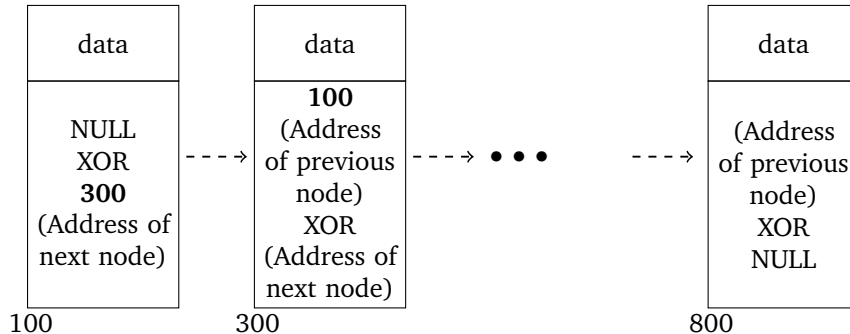 data
NULL
XOR
300
(Address of
next node)
100
data
100
(Address
of previous
node)
XOR
(Address of
next node)
300
data
(Address
of previous
node)
XOR
NULL
800